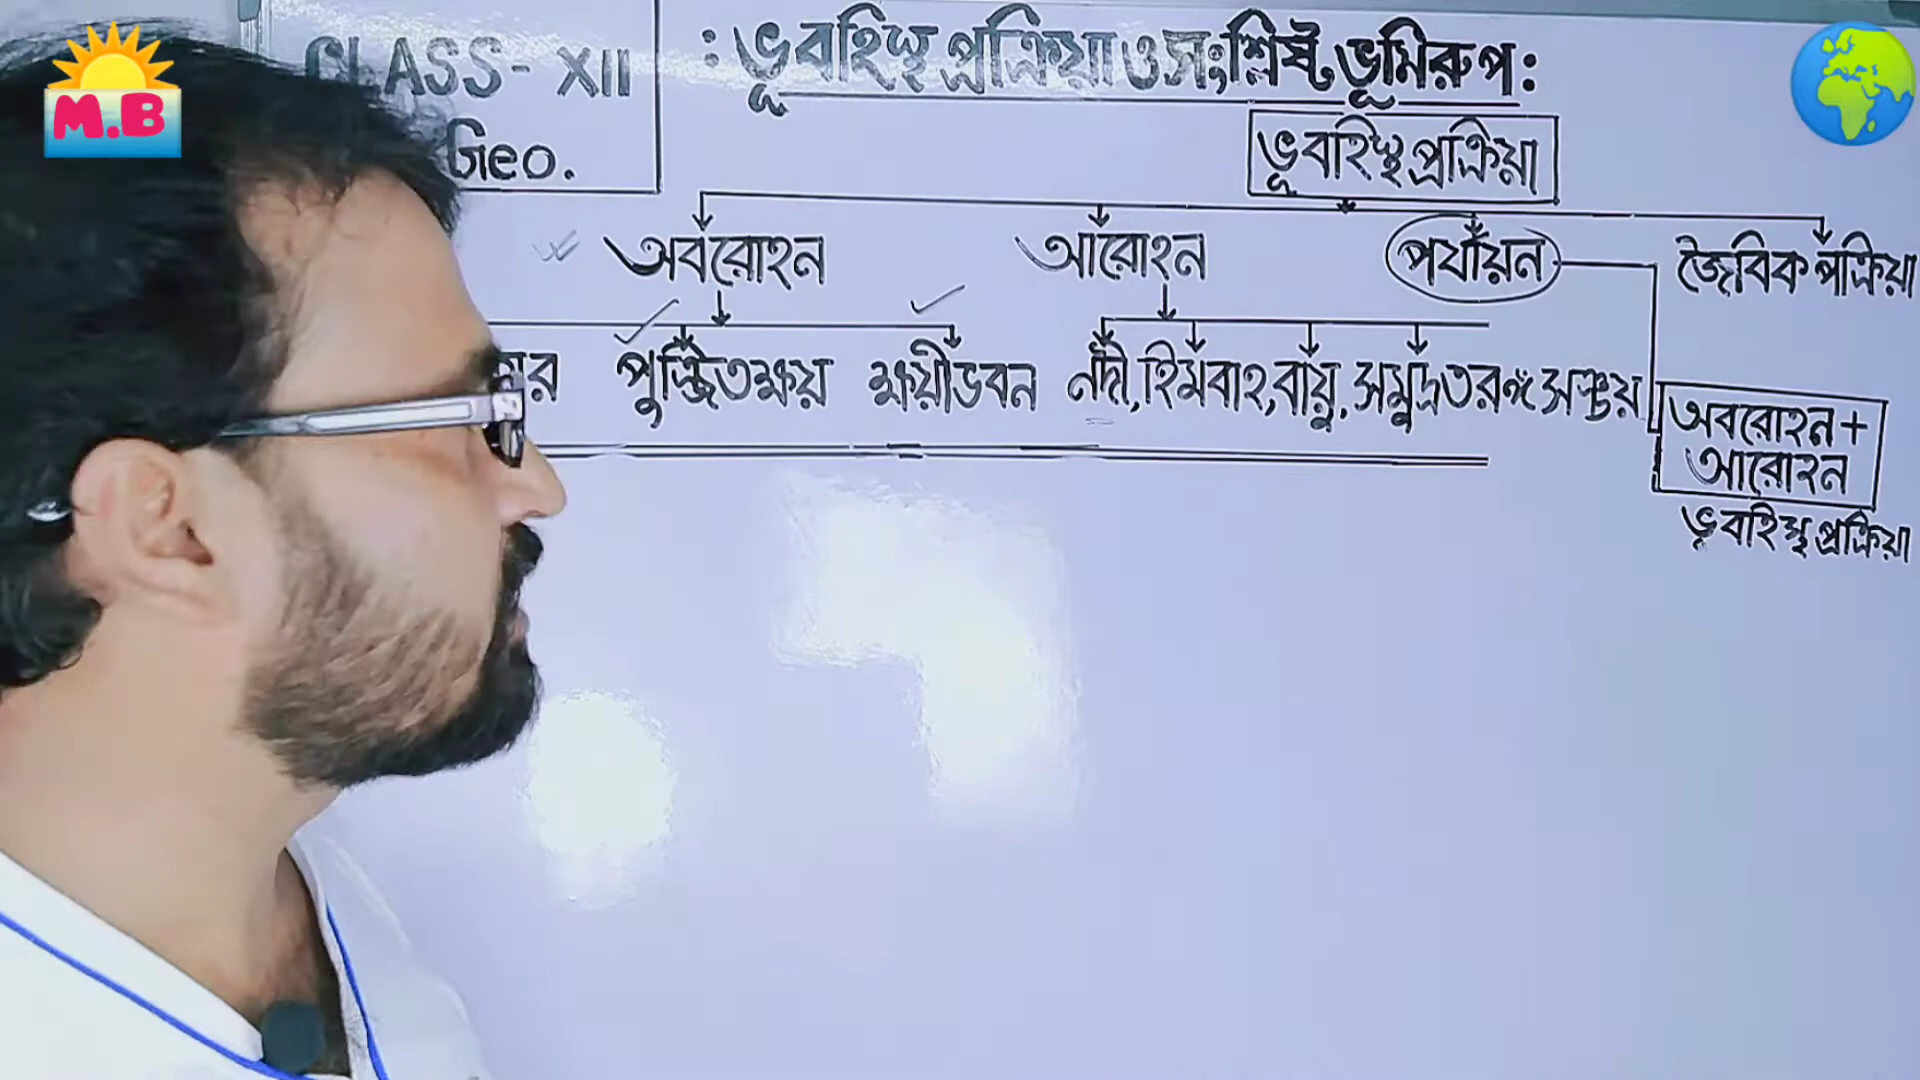 M.B
CLASS- XII
Geo.
: ভূবহিস্থ প্রক্রিয়া ও সংশ্লিষ্ট ভূমিরুপ :
ভূবহিস্থ প্রক্রিয়া
অবরোহন আরোহন পর্যায়ন জৈবিক প্রক্রিয়া
পুঞ্জিতক্ষয় ক্ষয়ীভবন নদী, হিমবাহ, বায়ু, সমুদ্রতরঙ্গ সঞ্চয়
অবরোহন +
আরোহন
ভূবহিস্থ প্রক্রিয়া